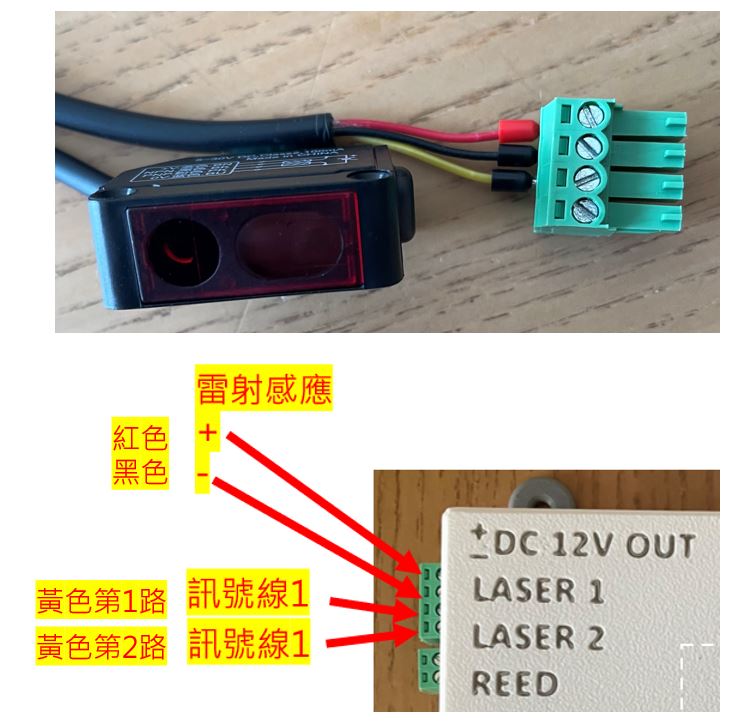 雷射感應
紅色 +
黑色 -
± DC 12V OUT
LASER 1
黃色第1路 訊號線1
LASER 2
黃色第2路 訊號線1
REED